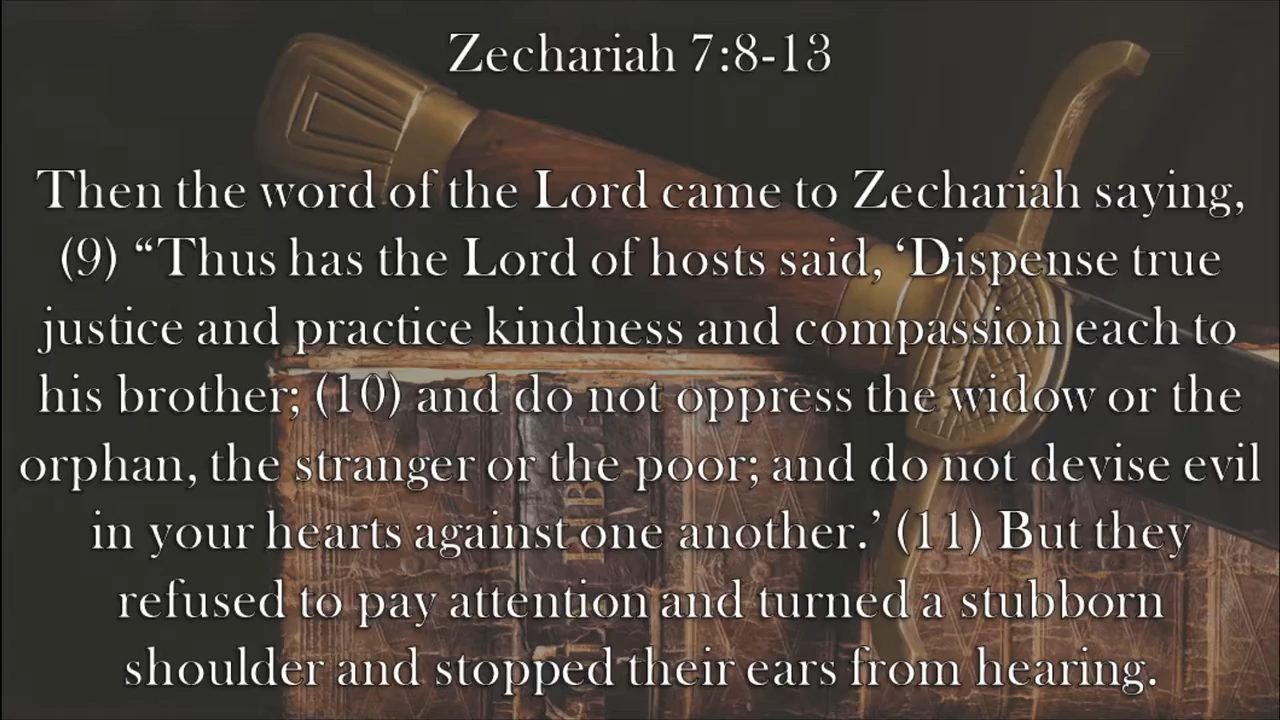 Zechariah 7:8-13
Then the word of the Lord came to Zechariah saying,
(9) “Thus has the Lord of hosts said, ‘Dispense true
justice and practice kindness and compassion each to
his brother; (10) and do not oppress the widow or the
orphan, the stranger or the poor; and do not devise evil
in your hearts against one another.’ (11) But they
refused to pay attention and turned a stubborn
shoulder and stopped their ears from hearing.